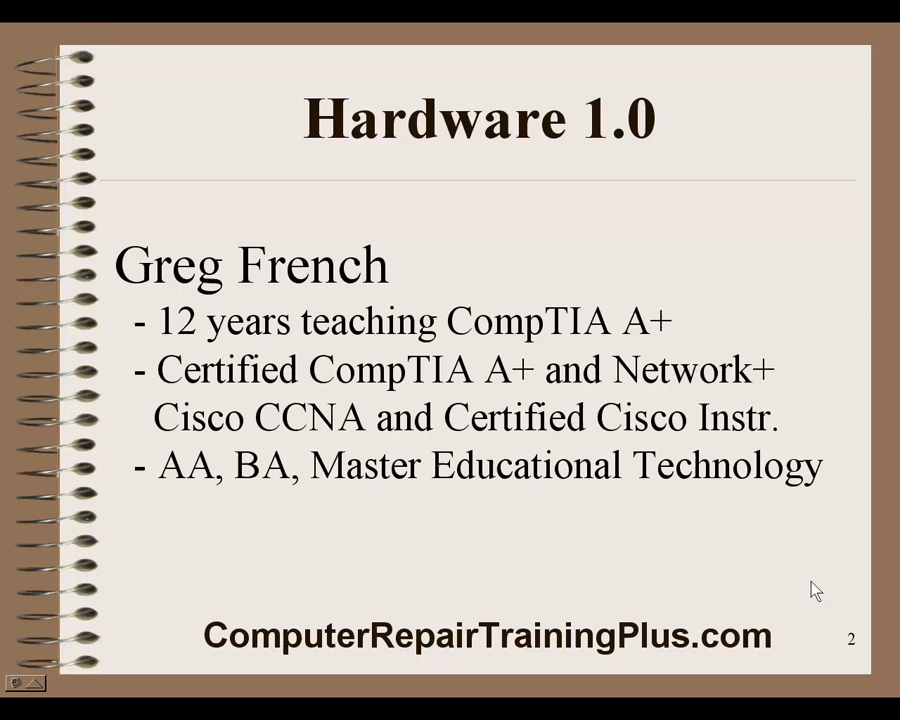 Hardware 1.0
Greg French
- 12 years teaching CompTIA A+
- Certified CompTIA A+ and Network+
Cisco CCNA and Certified Cisco Instr.
- AA, BA, Master Educational Technology
ComputerRepairTrainingPlus.com
2